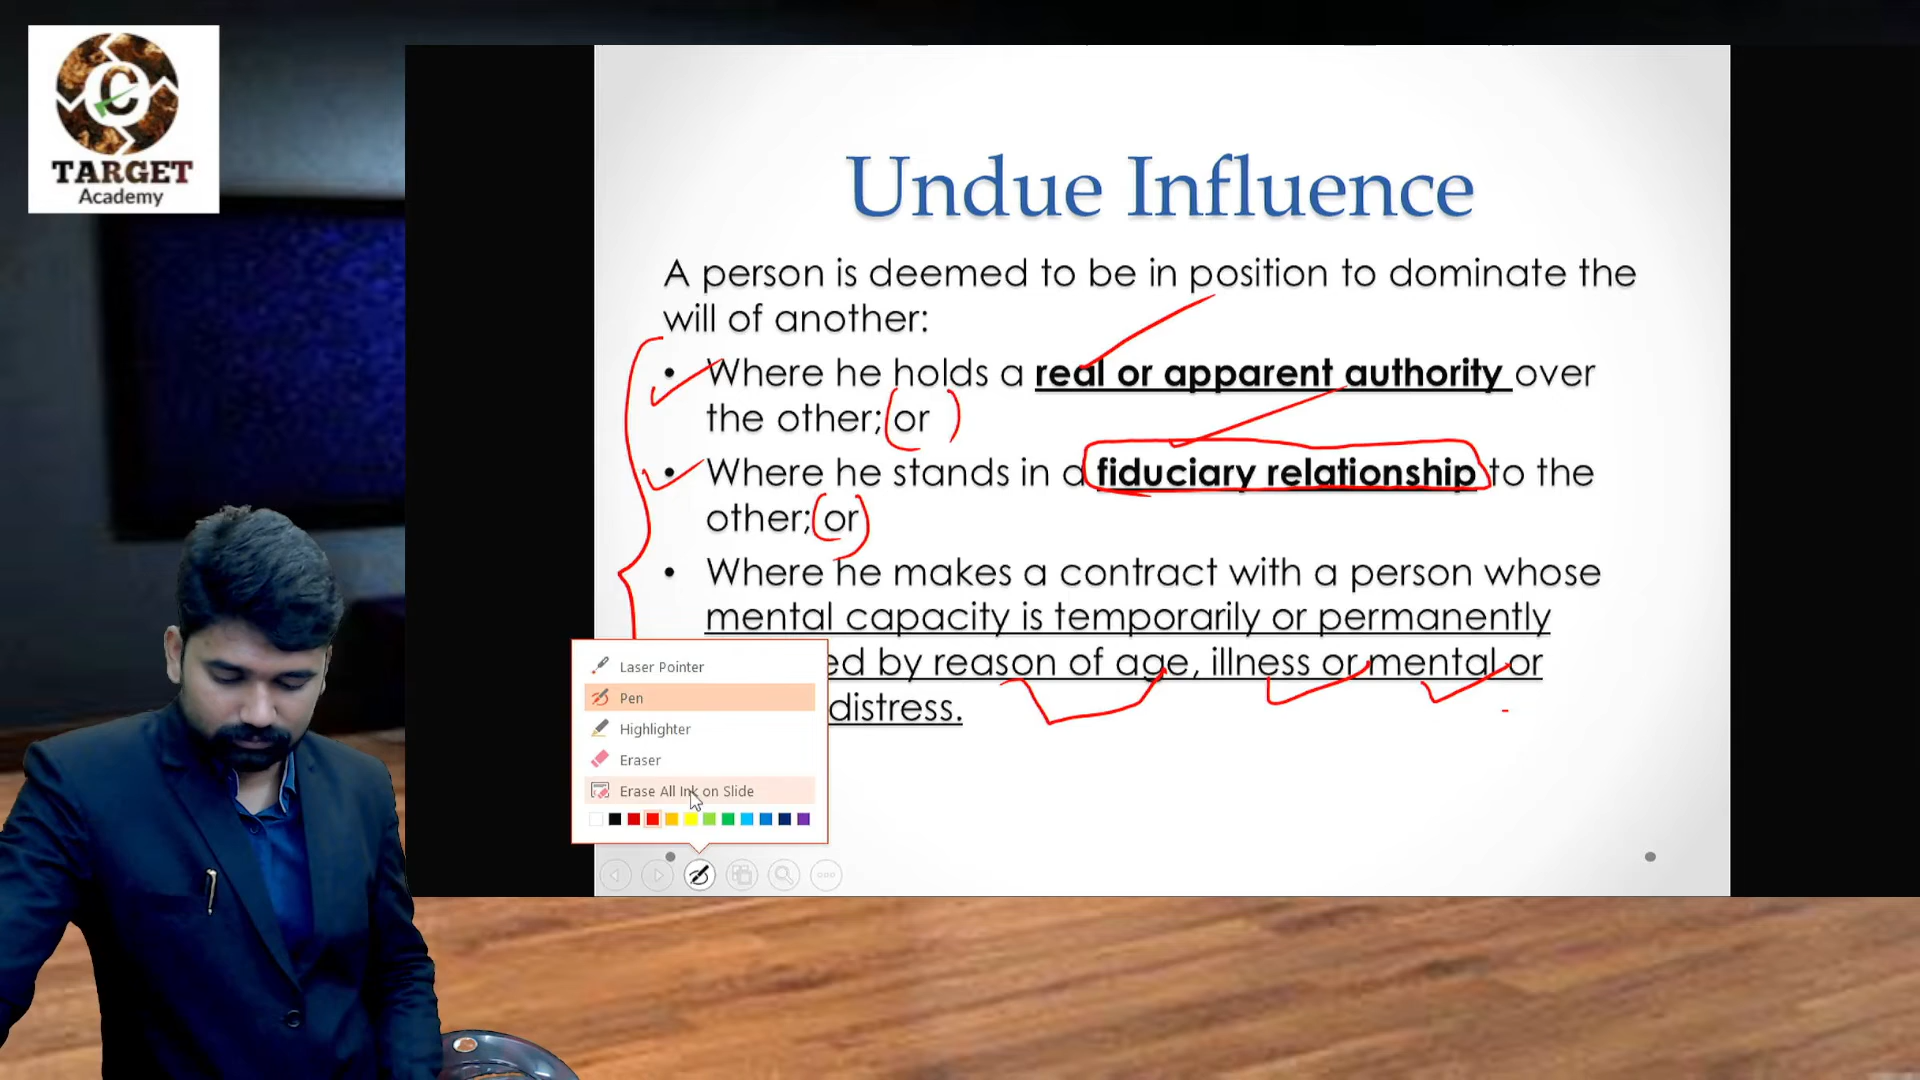 TARGET
Academy
Undue Influence
A person is deemed to be in position to dominate the
will of another:
• Where he holds a real or apparent authority over
the other; or
• Where he stands in a fiduciary relationship to the
other; or
• Where he makes a contract with a person whose
mental capacity is temporarily or permanently
ed by reason of age, illness or mental or
distress.
Laser Pointer
Pen
Highlighter
Eraser
Erase All Ink on Slide